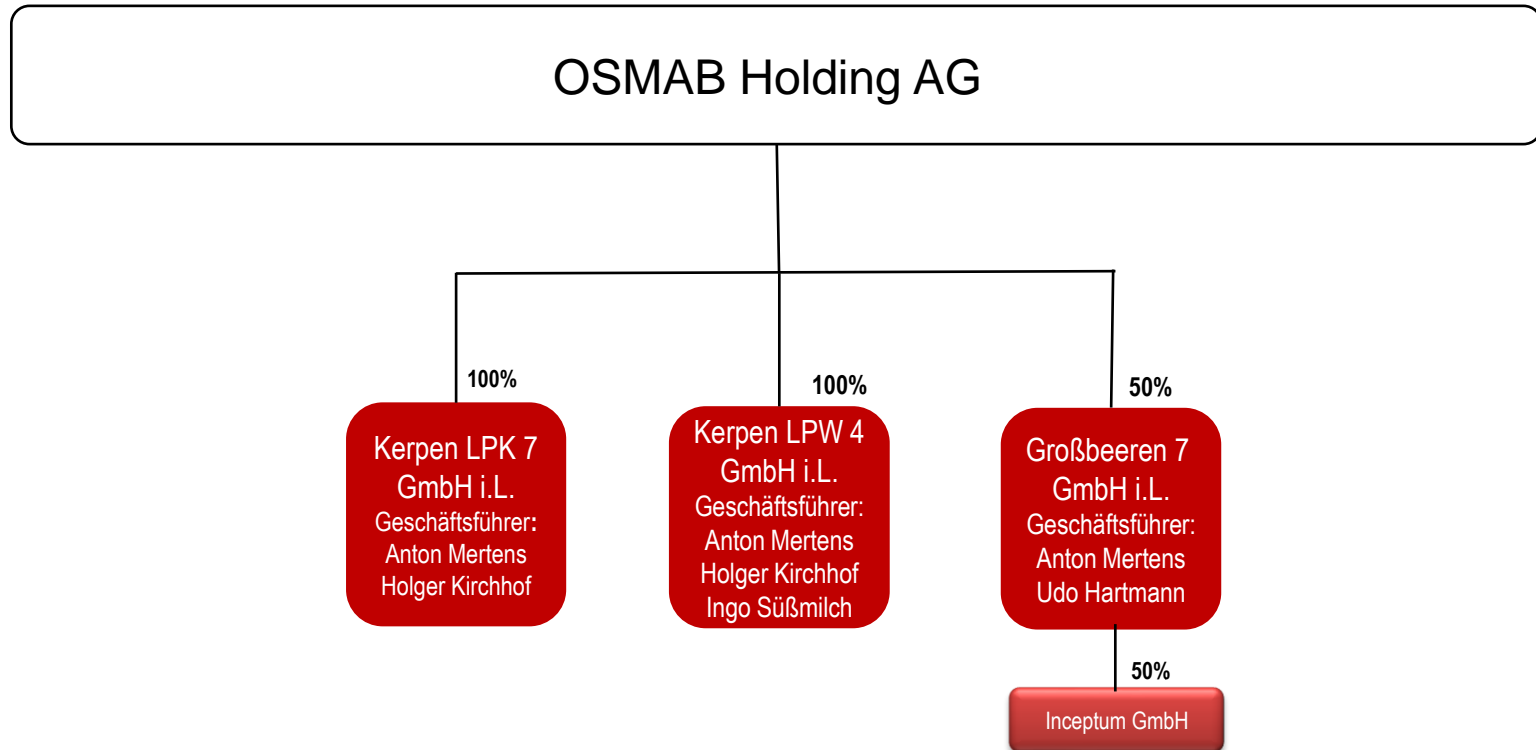 OSMAB Holding AG
100%
Kerpen LPK 7
GmbH i.L.
Geschäftsführer:
Anton Mertens
Holger Kirchhof
100%
Kerpen LPW 4
GmbH i.L.
Geschäftsführer:
Anton Mertens
Holger Kirchhof
Ingo Süßmilch
50%
Großbeeren 7
GmbH i.L.
Geschäftsführer:
Anton Mertens
Udo Hartmann
50%
Inceptum GmbH